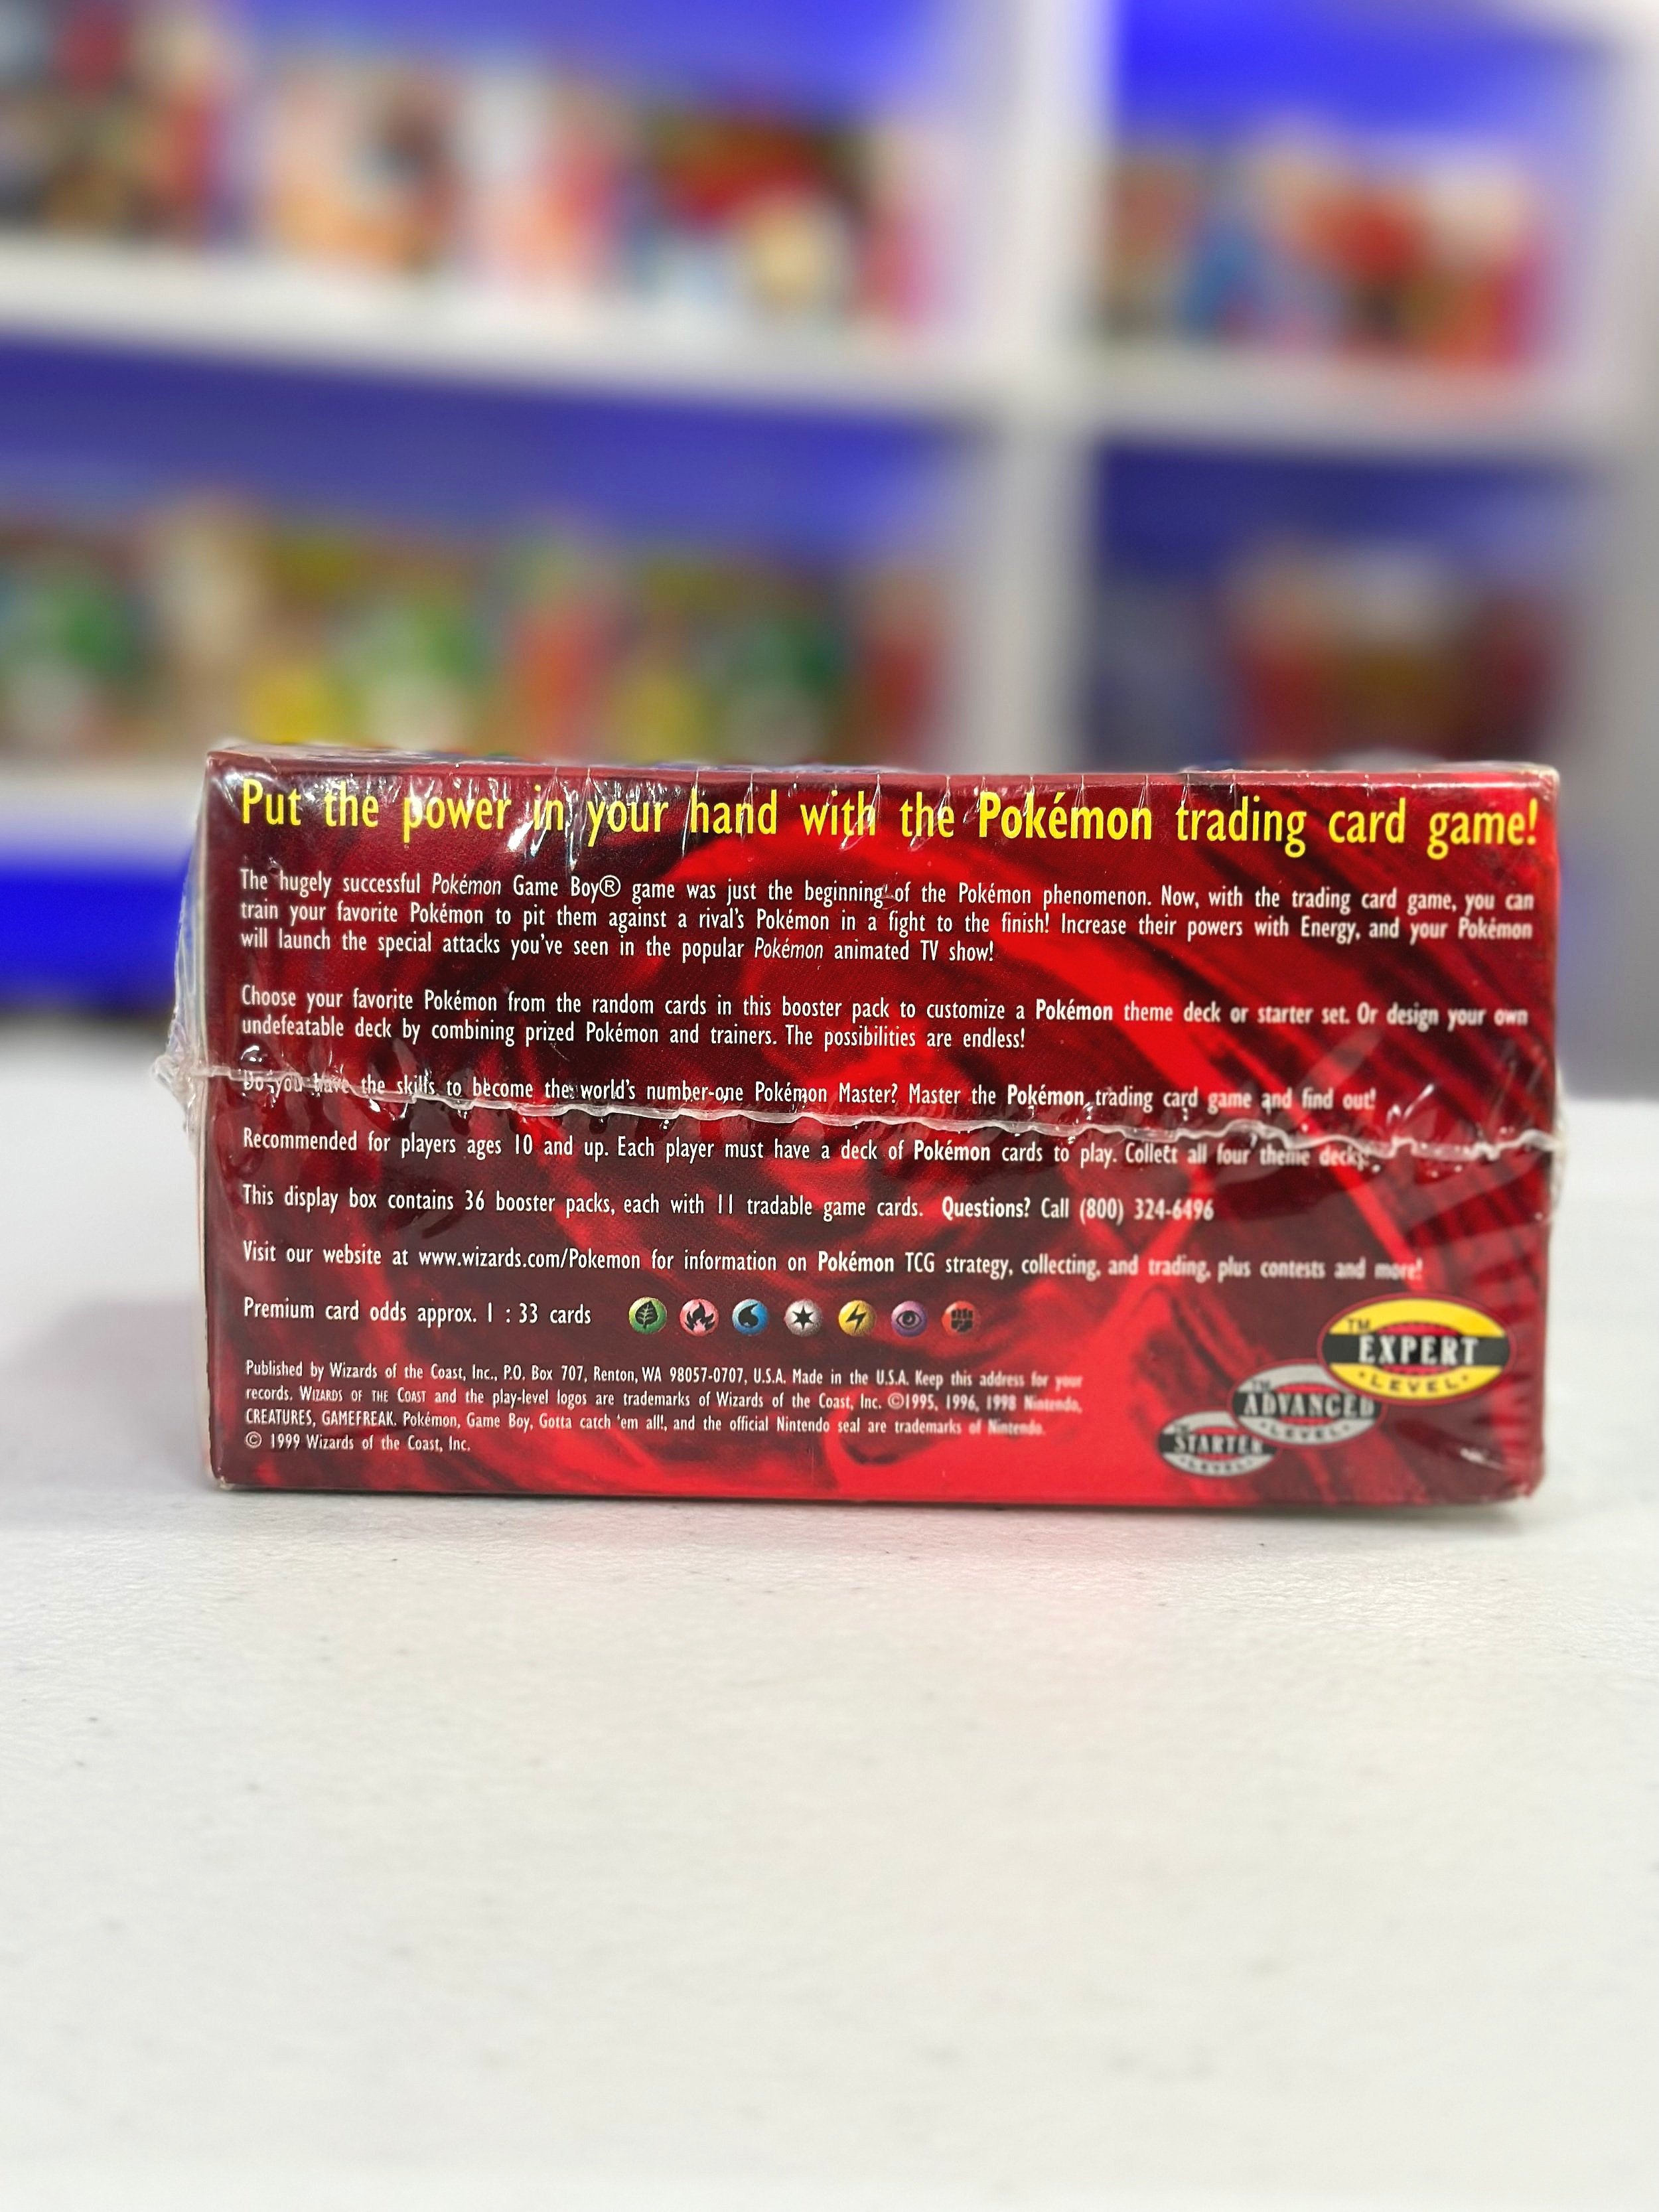 Put the power in your hand with the Pokémon trading card game!
The hugely successful Pokémon Game Boy® game was just the beginning of the Pokémon phenomenon. Now, with the trading card game, you can
train your favorite Pokémon to pit them against a rival's Pokémon in a fight to the finish! Increase their powers with Energy, and your Pokémon
will launch the special attacks you've seen in the popular Pokémon animated TV show!
Choose your favorite Pokémon from the random cards in this booster pack to customize a Pokémon theme deck or starter set. Or design your own
undefeatable deck by combining prized Pokémon and trainers. The possibilities are endless!
Do you have the skills to become the world's number-one Pokémon Master? Master the Pokémon trading card game and find out!
Recommended for players ages 10 and up. Each player must have a deck of Pokémon cards to play. Collect all four theme decks!
This display box contains 36 booster packs, each with 11 tradable game cards. Questions? Call (800) 324-6496
Visit our website at www.wizards.com/Pokemon for information on Pokémon TCG strategy, collecting, and trading, plus contests and more!
Premium card odds approx. 1 : 33 cards
Published by Wizards of the Coast, Inc., P.O. Box 707, Renton, WA 98057-0707, U.S.A. Made in the U.S.A. Keep this address for your
records. WIZARDS OF THE COAST and the play-level logos are trademarks of Wizards of the Coast, Inc. ©1995, 1996, 1998 Nintendo,
CREATURES, GAMEFREAK. Pokémon, Game Boy, Gotta catch 'em all!, and the official Nintendo seal are trademarks of Nintendo.
© 1999 Wizards of the Coast, Inc.
TM
EXPERT
LEVEL
TM
ADVANCED
LEVEL
TM
STARTER
LEVEL